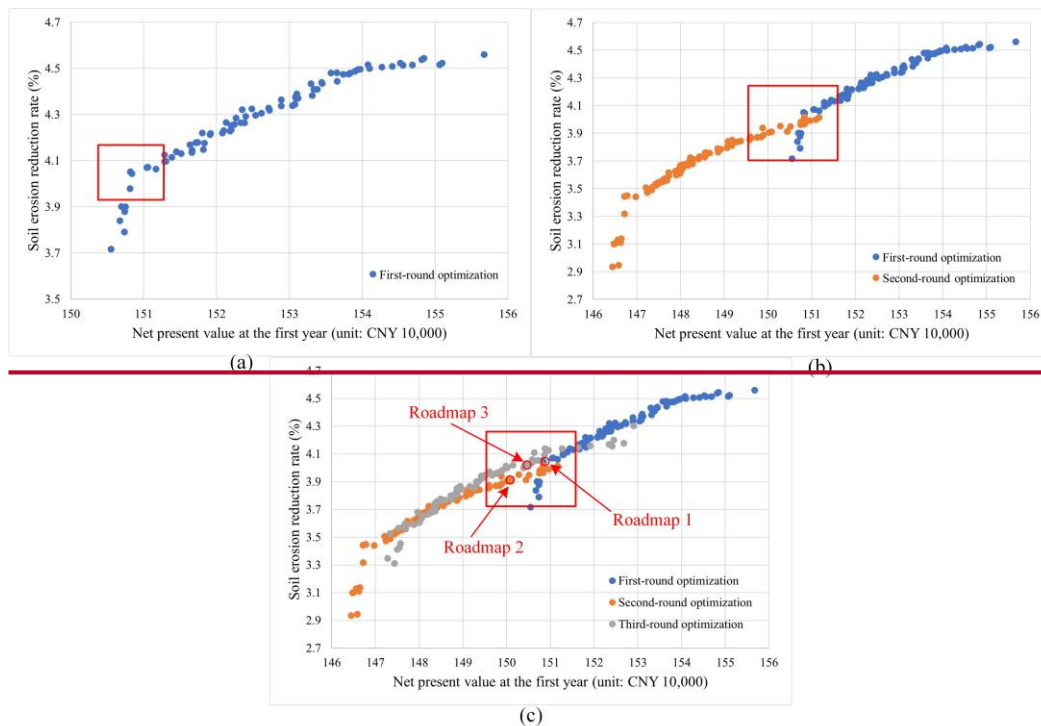 4.7
4.5
4.3
4.1
3.9
3.7
3.5
Soil erosion reduction rate (%)
150 151 152 153 154 155 156
Net present value at the first year (unit: CNY 10,000)
First-round optimization
(a)
4.7
4.5
4.3
4.1
3.9
3.7
3.5
3.3
3.1
2.9
2.7
Soil erosion reduction rate (%)
146 147 148 149 150 151 152 153 154 155 156
Net present value at the first year (unit: CNY 10,000)
First-round optimization
Second-round optimization
(b)
4.7
4.5
4.3
4.1
3.9
3.7
3.5
3.3
3.1
2.9
2.7
Soil erosion reduction rate (%)
146 147 148 149 150 151 152 153 154 155 156
Net present value at the first year (unit: CNY 10,000)
Roadmap 3
Roadmap 1
Roadmap 2
First-round optimization
Second-round optimization
Third-round optimization
(c)